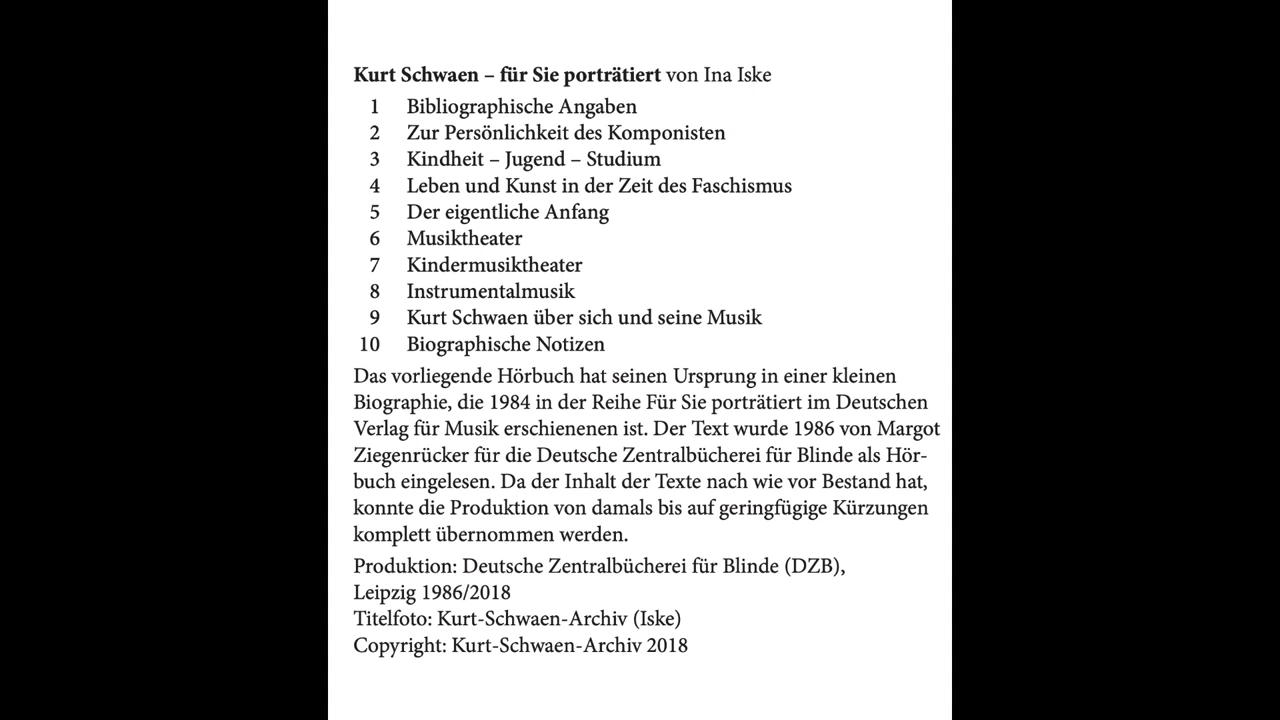 Kurt Schwaen – für Sie porträtiert von Ina Iske
1 Bibliographische Angaben
2 Zur Persönlichkeit des Komponisten
3 Kindheit – Jugend – Studium
4 Leben und Kunst in der Zeit des Faschismus
5 Der eigentliche Anfang
6 Musiktheater
7 Kindermusiktheater
8 Instrumentalmusik
9 Kurt Schwaen über sich und seine Musik
10 Biographische Notizen
Das vorliegende Hörbuch hat seinen Ursprung in einer kleinen
Biographie, die 1984 in der Reihe Für Sie porträtiert im Deutschen
Verlag für Musik erschienenen ist. Der Text wurde 1986 von Margot
Ziegenrücker für die Deutsche Zentralbücherei für Blinde als Hör-
buch eingelesen. Da der Inhalt der Texte nach wie vor Bestand hat,
konnte die Produktion von damals bis auf geringfügige Kürzungen
komplett übernommen werden.
Produktion: Deutsche Zentralbücherei für Blinde (DZB),
Leipzig 1986/2018
Titelfoto: Kurt-Schwaen-Archiv (Iske)
Copyright: Kurt-Schwaen-Archiv 2018